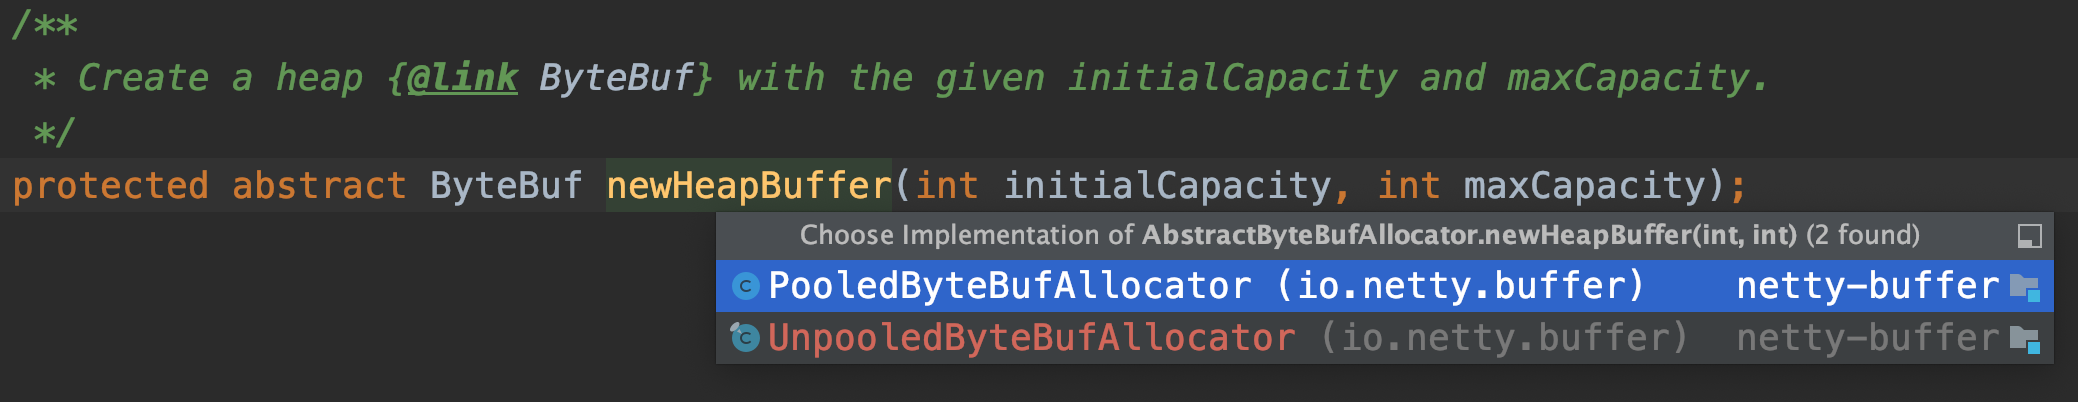 /**
* Create a heap {@link ByteBuf} with the given initialCapacity and maxCapacity.
*/
protected abstract ByteBuf newHeapBuffer(int initialCapacity, int maxCapacity);
Choose Implementation of AbstractByteBufAllocator.newHeapBuffer(int, int) (2 found)
C PooledByteBufAllocator (io.netty.buffer) netty-buffer
C UnpooledByteBufAllocator (io.netty.buffer) netty-buffer